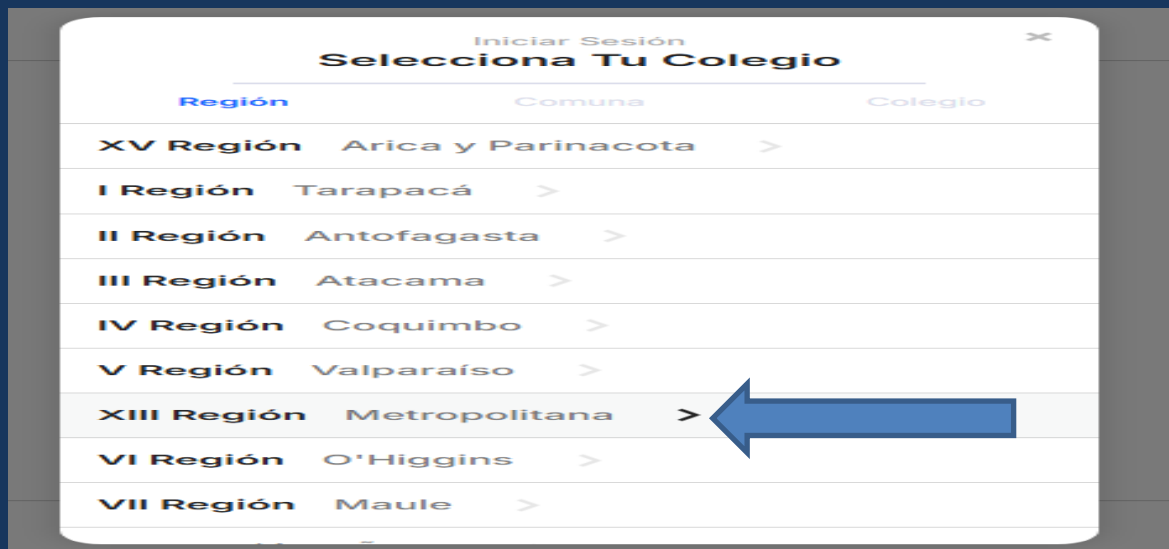 Iniciar Sesión
×
Selecciona Tu Colegio
Región Comuna Colegio
XV Región Arica y Parinacota >
I Región Tarapacá >
II Región Antofagasta >
III Región Atacama >
IV Región Coquimbo >
V Región Valparaíso >
XIII Región Metropolitana >
VI Región O'Higgins >
VII Región Maule >